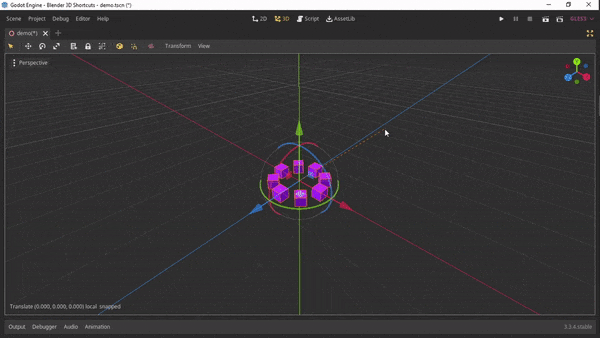 Godot Engine - Blender 3D Shortcuts - demo.tscn (*)
Scene Project Debug Editor Help
2D 3D Script AssetLib
GLES3
demo(*)
Transform View
Perspective
Y
Translate (0.000, 0.000, 0.000) local snapped
Output Debugger Audio Animation
3.3.4.stable